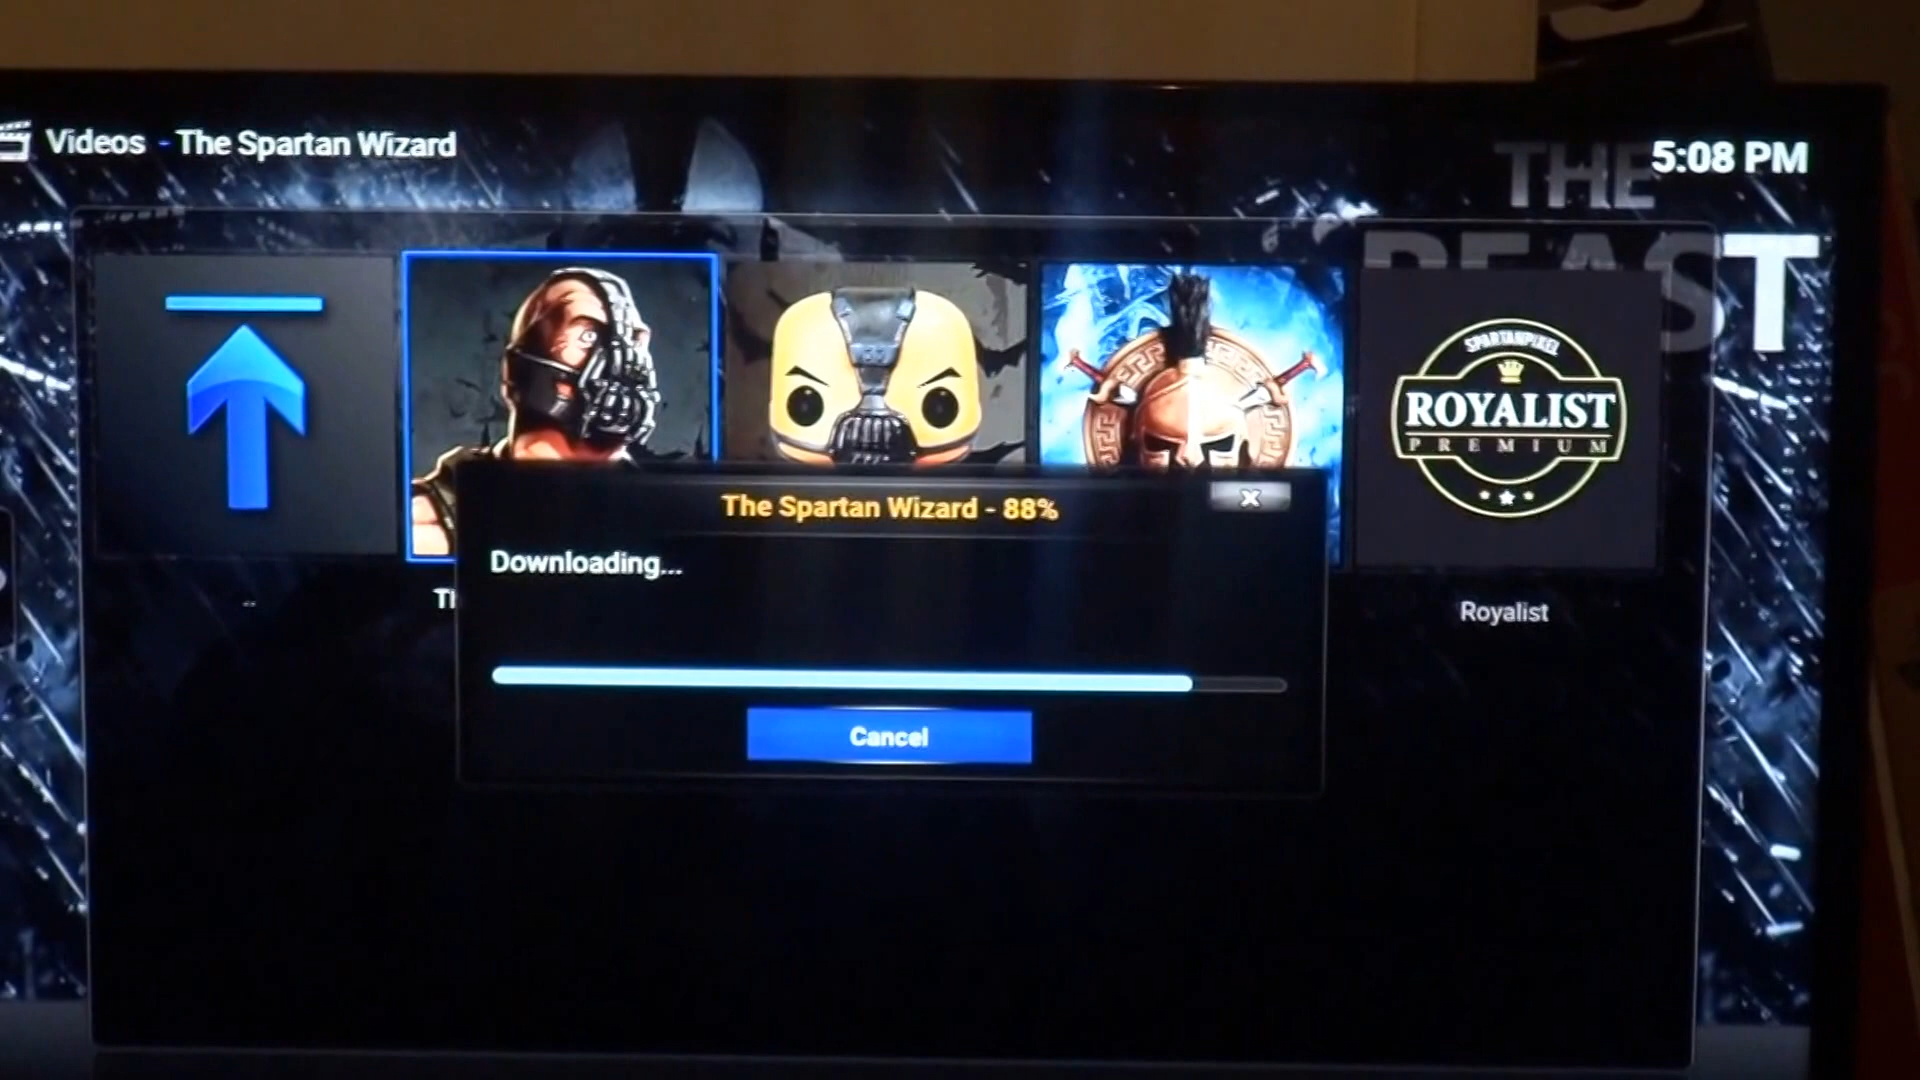 Videos - The Spartan Wizard
5:08 PM
THE
BEAST
SPARTANPIXEL
ROYALIST
PREMIUM
The Spartan Wizard - 88%
x
Downloading...
Cancel
..
Royalist